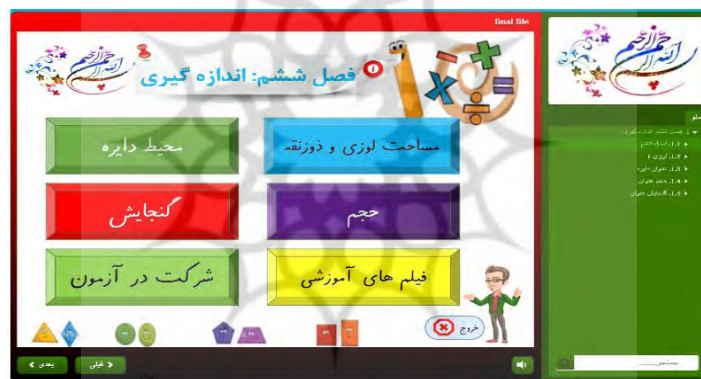 final file
فصل ششم: اندازه گیری
مساحت لوزی و ذوزنقه
محیط دایره
حجم
گنجایش
فیلم های آموزشی
شرکت در آزمون
خروج
قبلی
بعدی